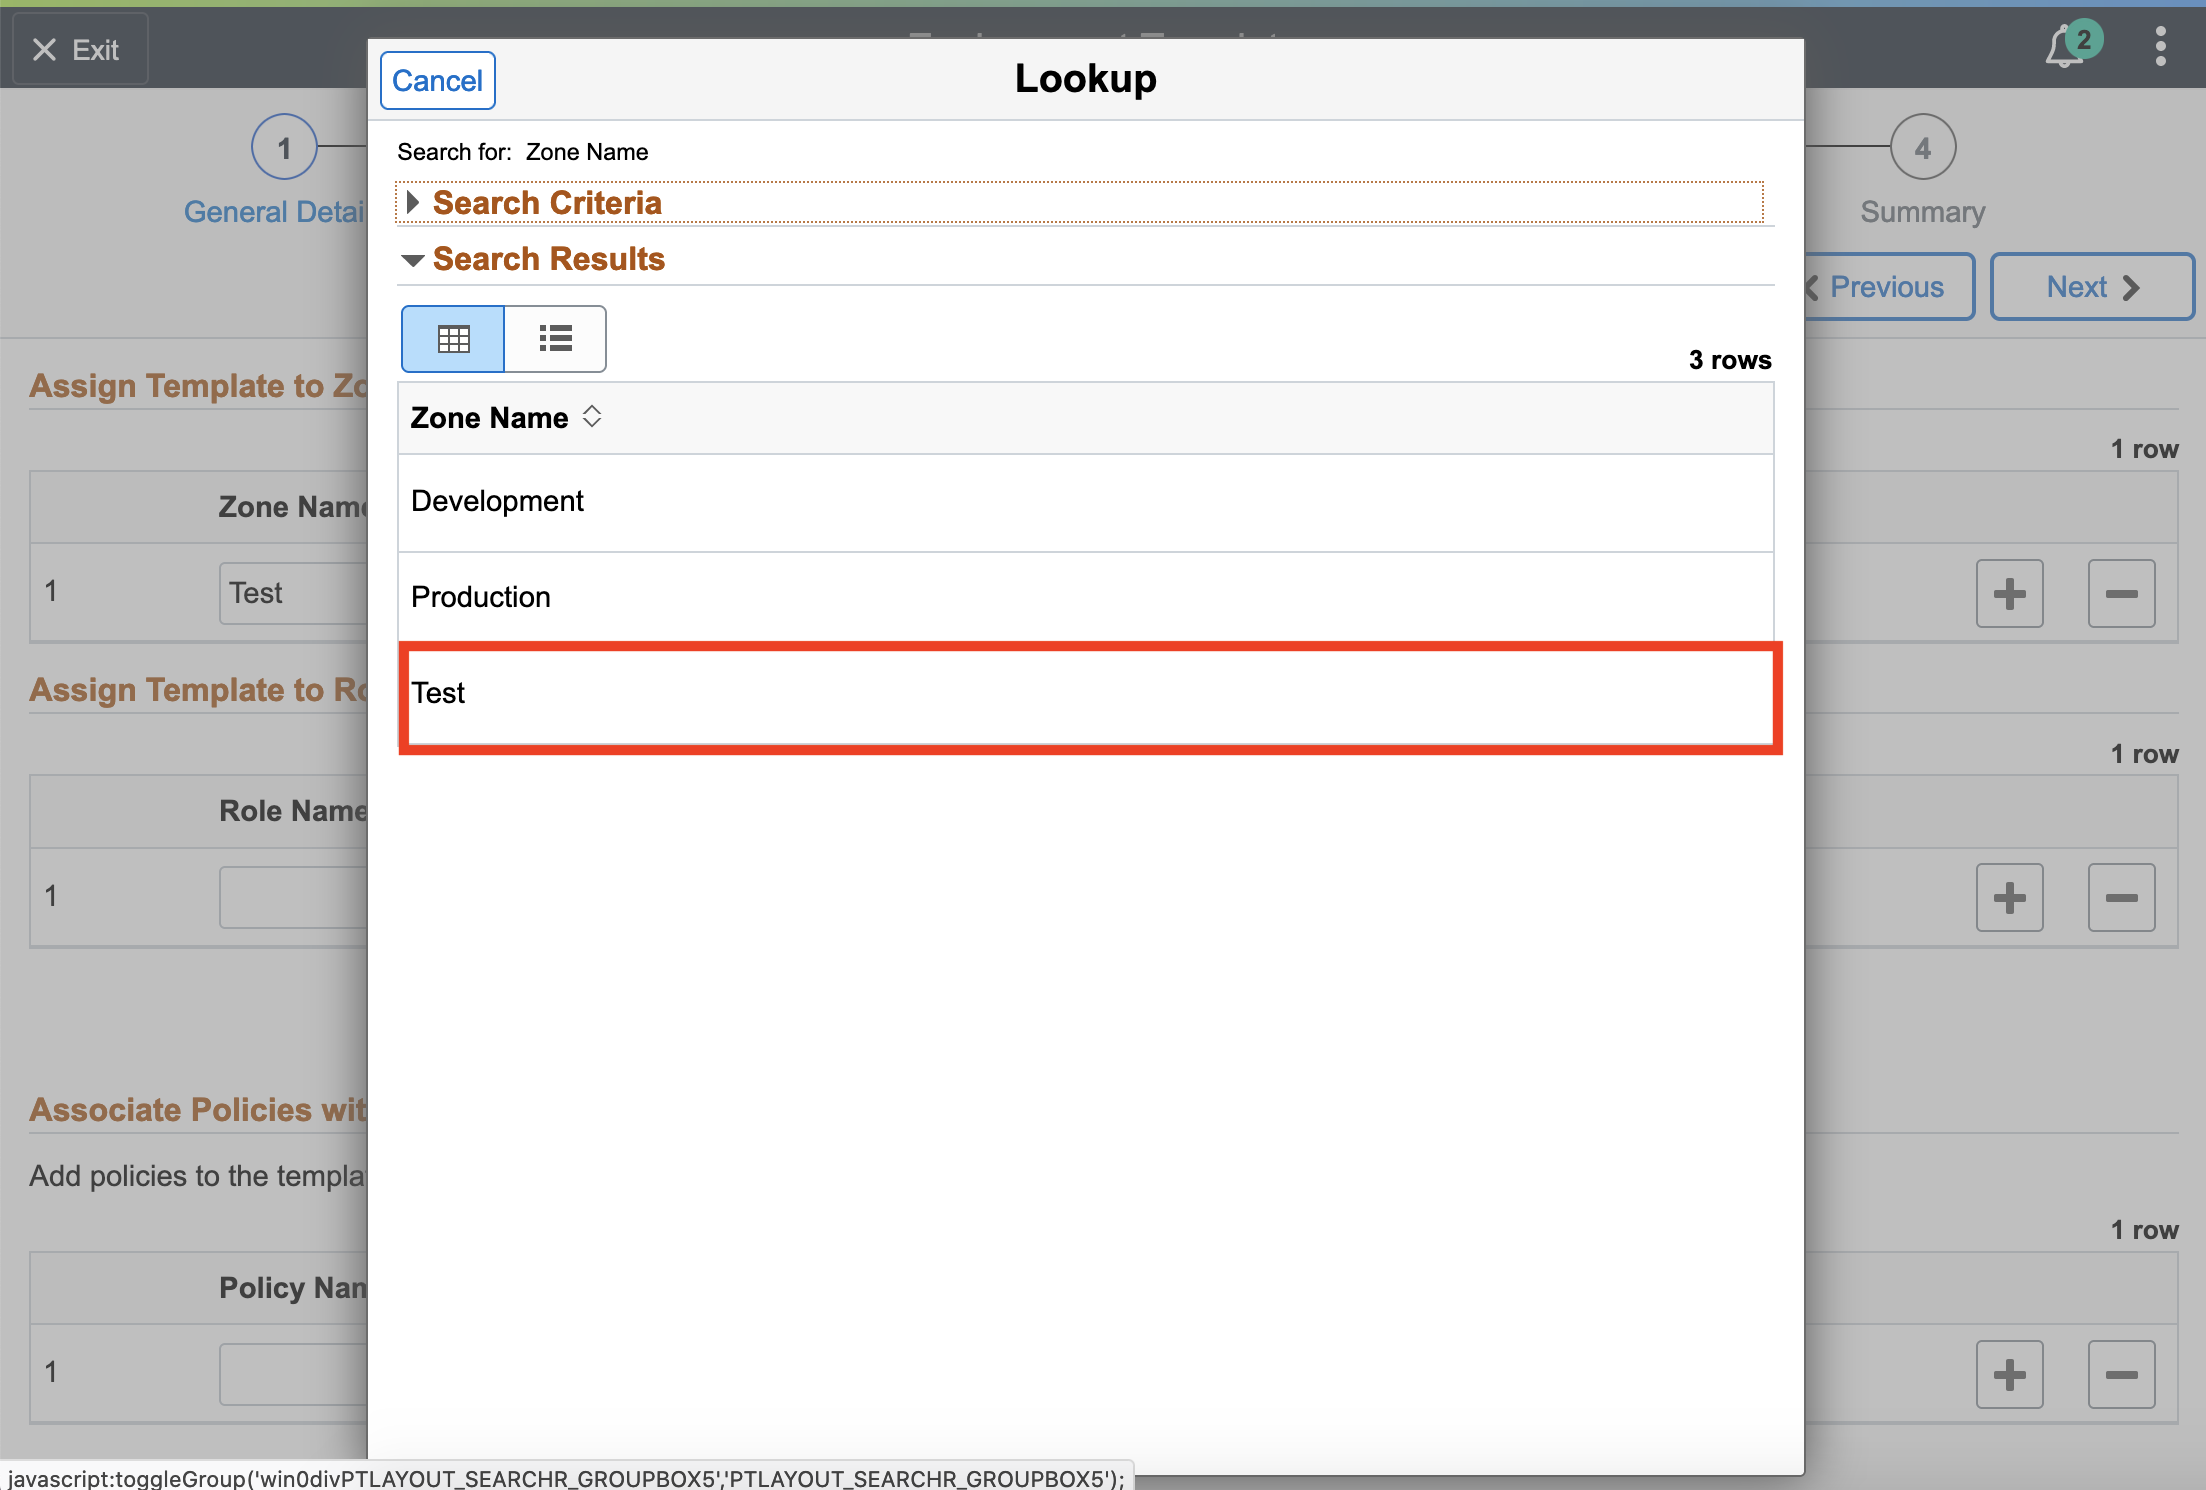 Exit
2
Cancel
Lookup
1
General Detai
4
Summary
Search for: Zone Name
Search Criteria
Search Results
Previous
Next
3 rows
Assign Template to Zo
1 row
Zone Name
Zone Name
1
Test
Development
Production
Test
Assign Template to Ro
1 row
Role Name
1
Associate Policies wit
Add policies to the templa
1 row
Policy Nan
1
javascript:toggleGroup('win0divPTLAYOUT_SEARCHR_GROUPBOX5','PTLAYOUT_SEARCHR_GROUPBOX5');